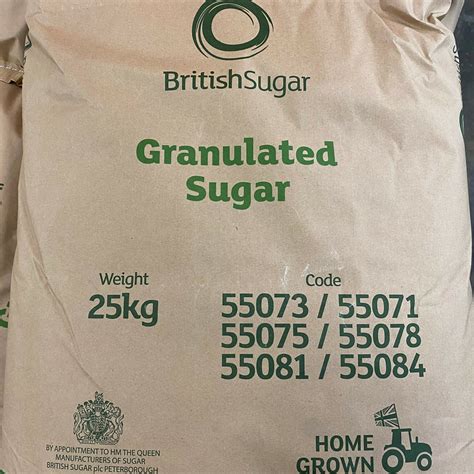 BritishSugar
Granulated
Sugar
Weight
25kg
Code
55073 / 55071
55075 / 55078
55081 / 55084
BY APPOINTMENT TO HM THE QUEEN
MANUFACTURERS OF SUGAR
BRITISH SUGAR plc PETERBOROUGH
HOME
GROWN